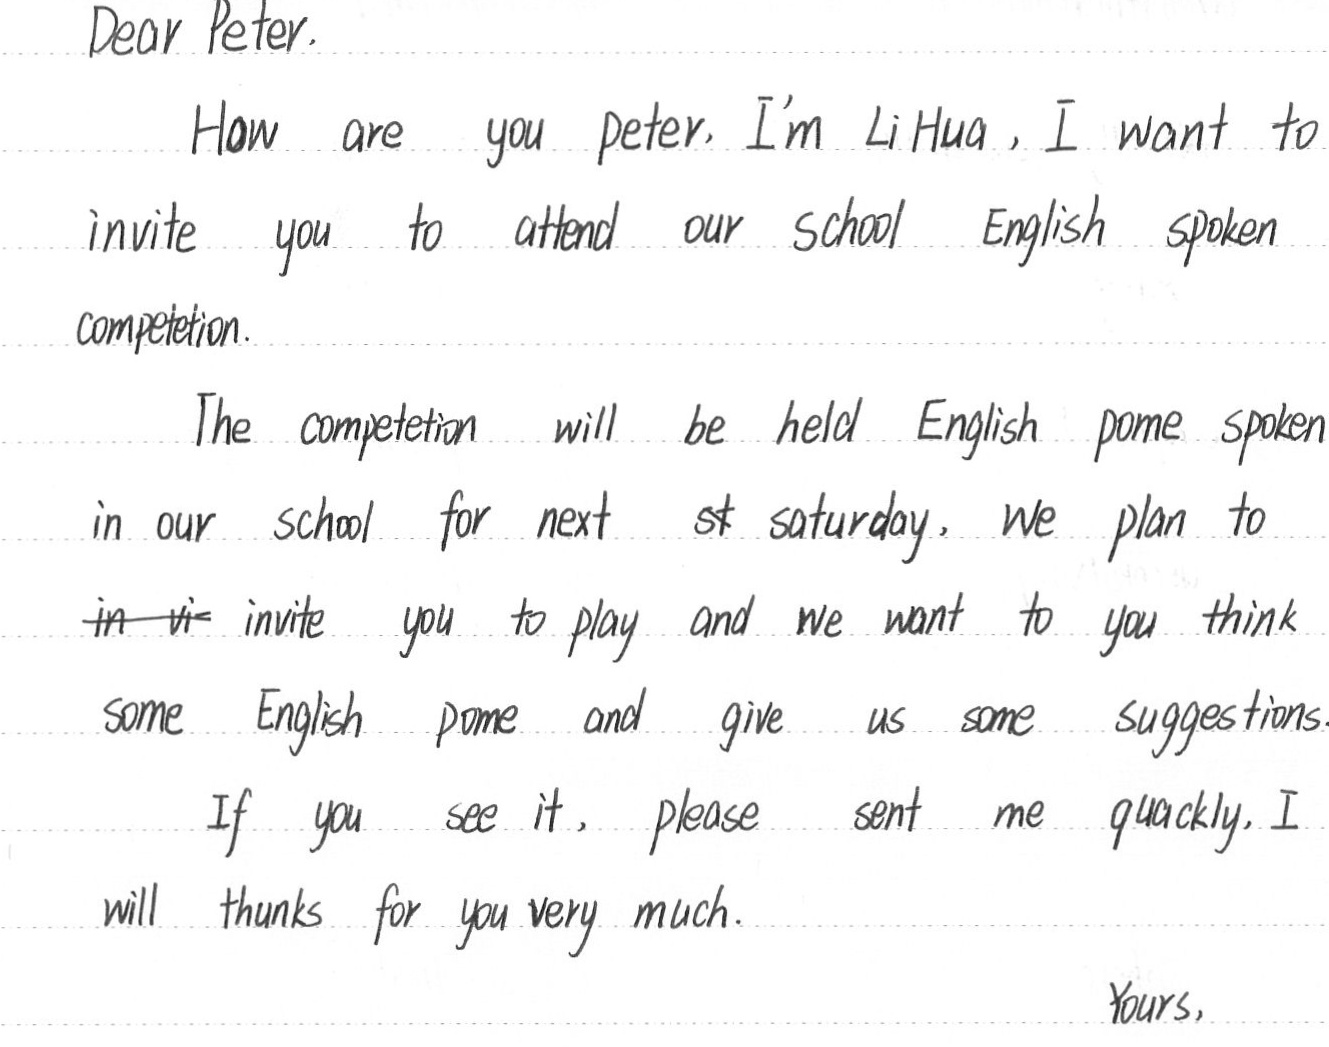 Dear Peter.
How are you peter. I'm Li Hua, I want to
invite you to attend our school English spoken
competetion.
The competetion will be held English pome spoken
in our school for next st saturday. We plan to
in vi invite you to play and we want to you think
some English pome and give us some suggestions.
If you see it, please sent me quackly. I
will thunks for you very much.
Yours,